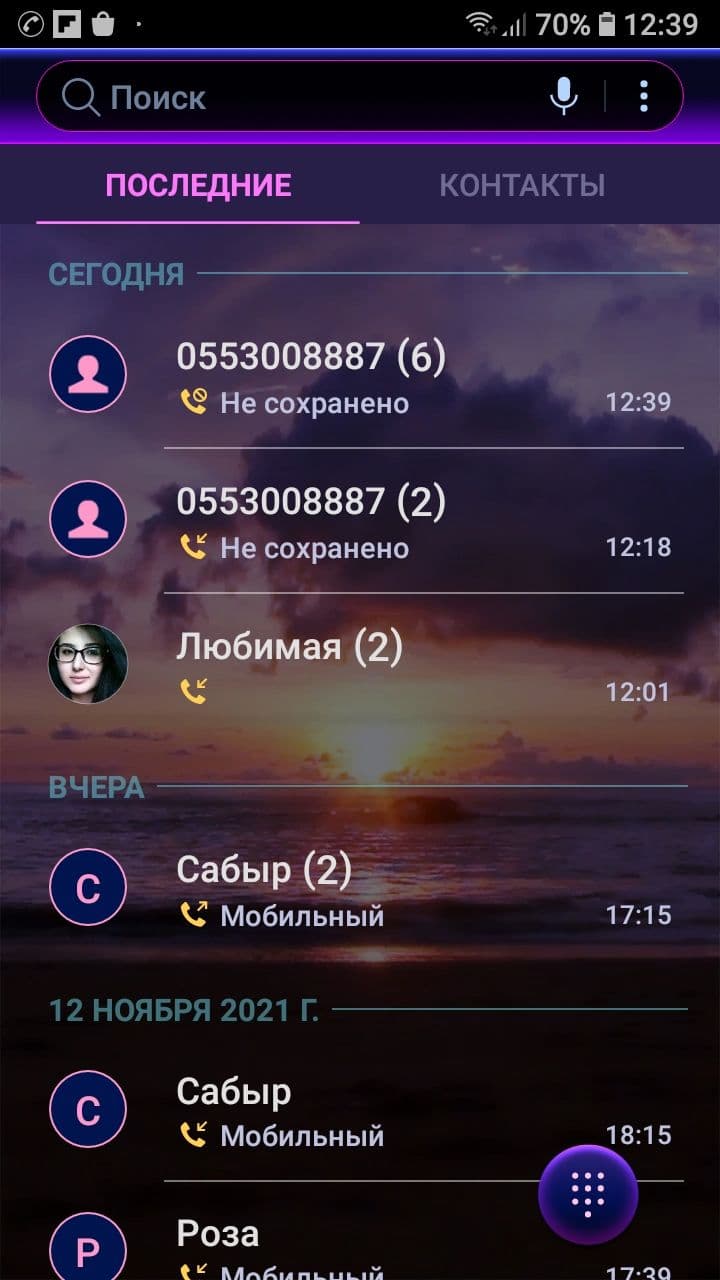 70% 12:39
Поиск
ПОСЛЕДНИЕ КОНТАКТЫ
СЕГОДНЯ
0553008887 (6)
Не сохранено 12:39
0553008887 (2)
Не сохранено 12:18
Любимая (2)
12:01
ВЧЕРА
С
Сабыр (2)
Мобильный 17:15
12 НОЯБРЯ 2021 Г.
С
Сабыр
Мобильный 18:15
Р
Роза
Мобильный 17:39